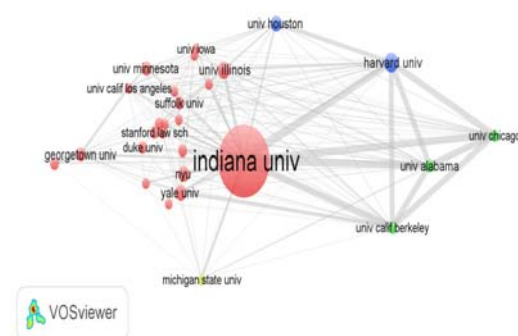 univ houston
univ iowa
univ minnesota
univ illinois
harvard univ
univ calif los angeles
suffolk univ
stanford law sch
univ chicago
duke univ
georgetown univ
indiana univ
univ alabama
nyu
yale univ
univ calif berkeley
michigan state univ
VOSviewer